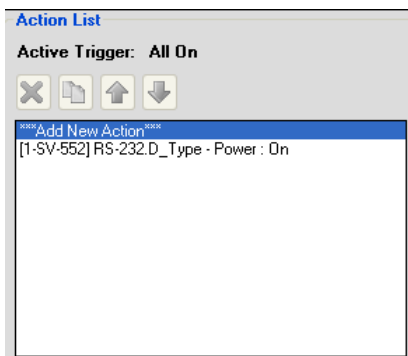 Action List
Active Trigger: All On
***Add New Action***
[1-SV-552] RS-232.D_Type - Power : On